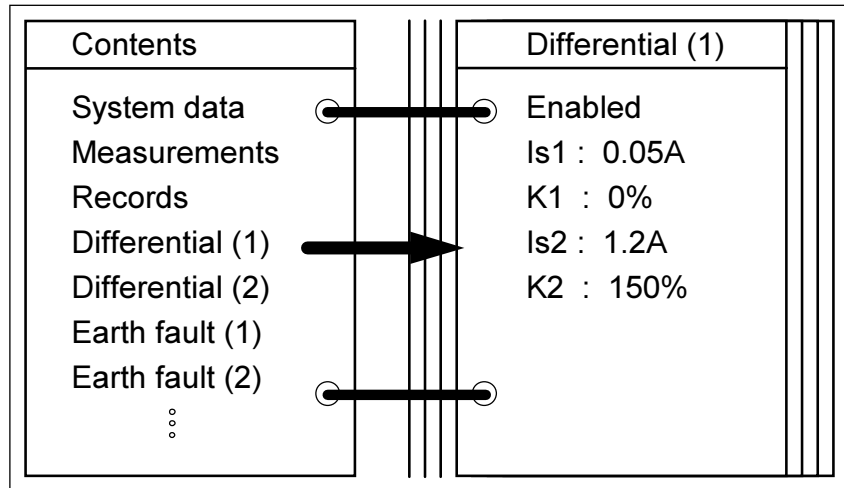 Contents
System data
Measurements
Records
Differential (1)
Differential (2)
Earth fault (1)
Earth fault (2)
Differential (1)
Enabled
Is1 : 0.05A
K1 : 0%
Is2 : 1.2A
K2 : 150%